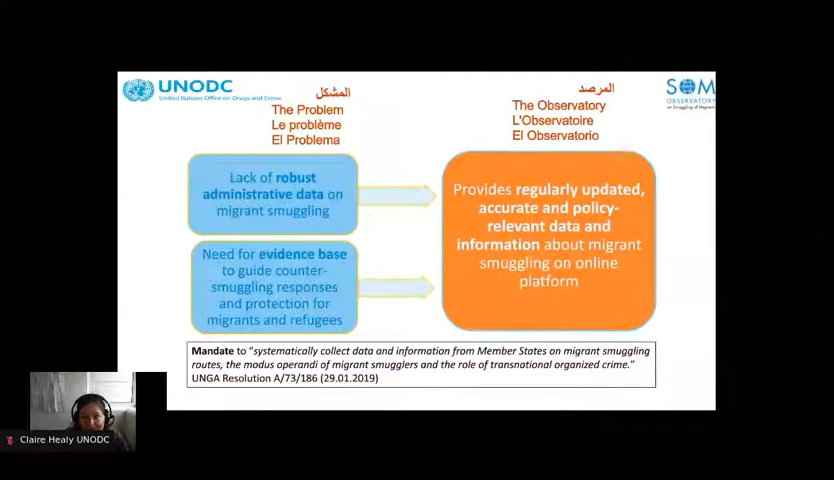 UNODC
United Nations Office on Drugs and Crime
المشكل
The Problem
Le problème
El Problema
المرصد
The Observatory
L'Observatoire
El Observatorio
SOM
OBSERVATORY
on Smuggling of Migrants
Lack of robust
administrative data on
migrant smuggling
Need for evidence base
to guide counter-
smuggling responses
and protection for
migrants and refugees
Provides regularly updated,
accurate and policy-
relevant data and
information about migrant
smuggling on online
platform
Mandate to "systematically collect data and information from Member States on migrant smuggling
routes, the modus operandi of migrant smugglers and the role of transnational organized crime."
UNGA Resolution A/73/186 (29.01.2019)
Claire Healy UNODC